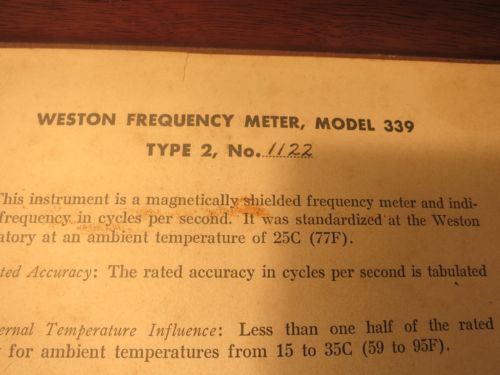 WESTON FREQUENCY METER, MODEL 339
TYPE 2, No. 1122
This instrument is a magnetically shielded frequency meter and indi-
frequency in cycles per second. It was standardized at the Weston
atory at an ambient temperature of 25C (77F).
ted Accuracy: The rated accuracy in cycles per second is tabulated
ernal Temperature Influence: Less than one half of the rated
for ambient temperatures from 15 to 35C (59 to 95F).